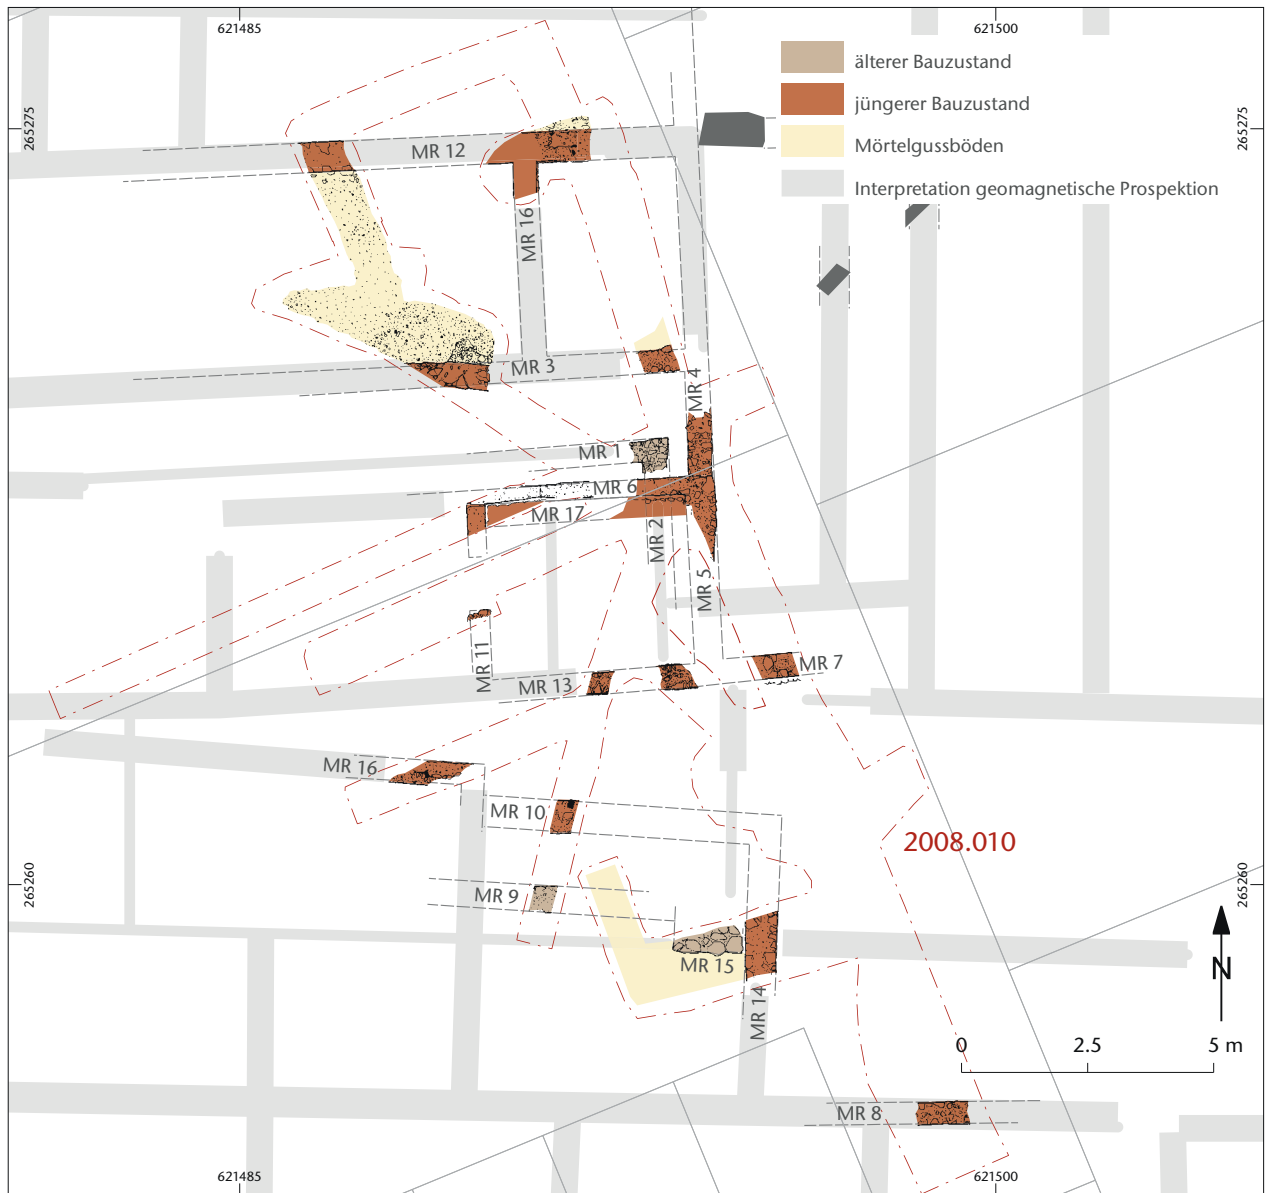 621485
621500
älterer Bauzustand
jüngerer Bauzustand
Mörtelgussböden
Interpretation geomagnetische Prospektion
265275
265275
MR 12
MR 16
MR 3
MR 4
MR 1
MR 6
MR 17
MR 2
MR 5
MR 11
MR 7
MR 13
MR 16
MR 10
2008.010
265260
265260
MR 9
MR 15
N
MR 14
0 2.5 5 m
MR 8
621485
621500